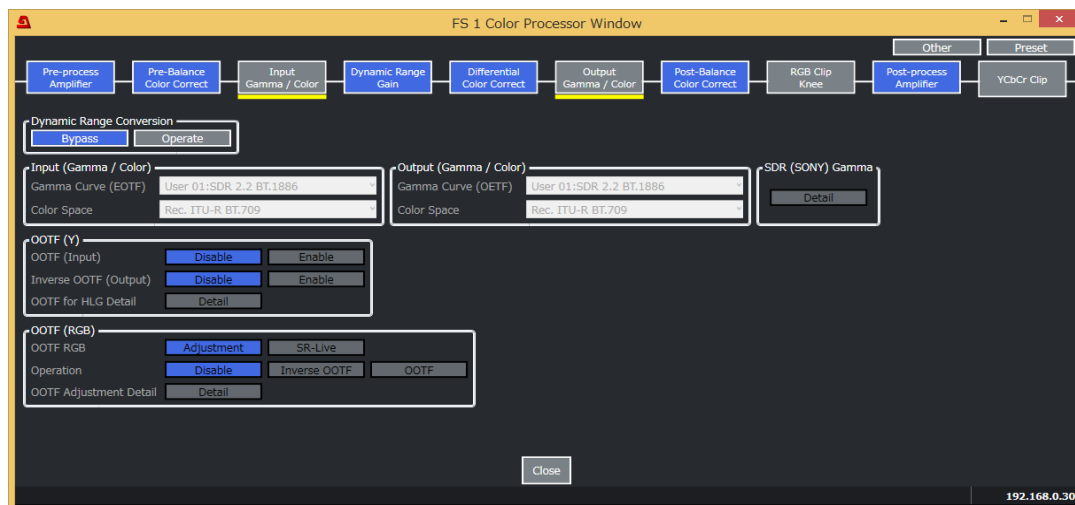 FS 1 Color Processor Window
Other Preset
Pre-process Amplifier
Pre-Balance Color Correct
Input Gamma / Color
Dynamic Range Gain
Differential Color Correct
Output Gamma / Color
Post-Balance Color Correct
RGB Clip Knee
Post-process Amplifier
YCbCr Clip
Dynamic Range Conversion
Bypass Operate
Input (Gamma / Color)
Gamma Curve (EOTF) User 01:SDR 2.2 BT.1886
Color Space Rec. ITU-R BT.709
Output (Gamma / Color)
Gamma Curve (OETF) User 01:SDR 2.2 BT.1886
Color Space Rec. ITU-R BT.709
SDR (SONY) Gamma
Detail
OOTF (Y)
OOTF (Input) Disable Enable
Inverse OOTF (Output) Disable Enable
OOTF for HLG Detail Detail
OOTF (RGB)
OOTF RGB Adjustment SR-Live
Operation Disable Inverse OOTF OOTF
OOTF Adjustment Detail Detail
Close
192.168.0.30